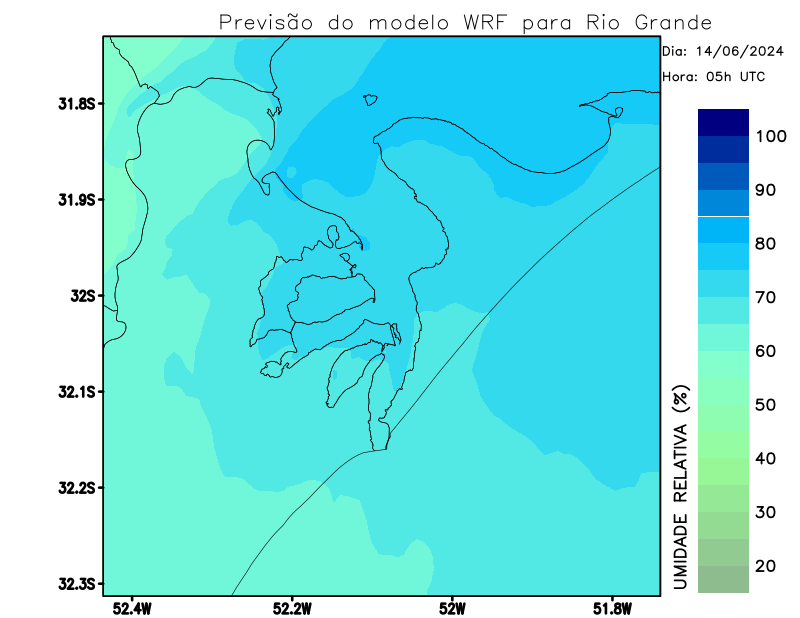 Previsão do modelo WRF para Rio Grande
Dia: 14/06/2024
Hora: 05h UTC
31.8S
31.9S
32S
32.1S
32.2S
32.3S
52.4W
52.2W
52W
51.8W
100
90
80
70
60
50
40
30
20
UMIDADE RELATIVA (%)